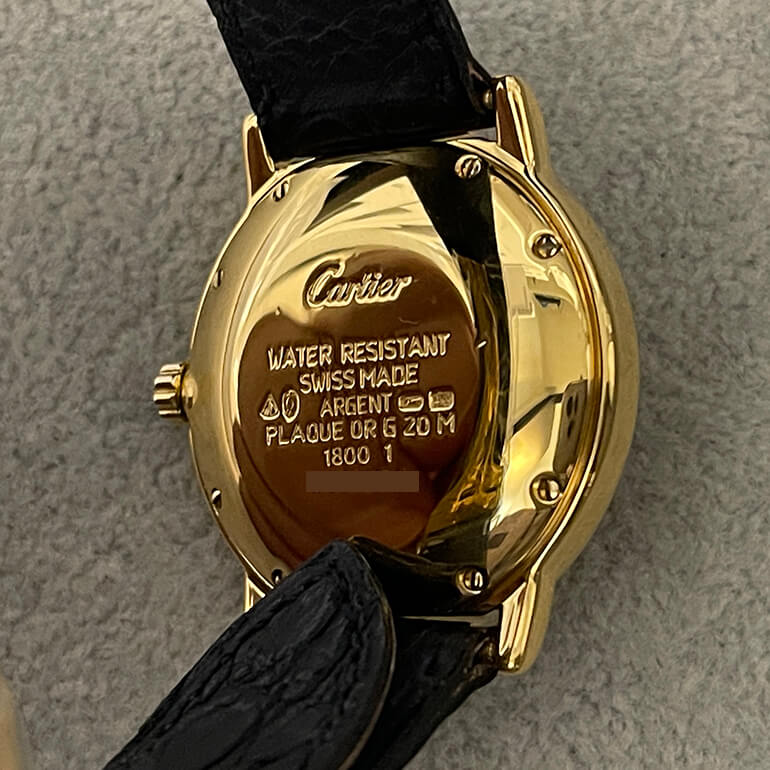 Cartier
WATER RESISTANT
SWISS MADE
ARGENT
PLAQUE OR G 20 M
1800 1